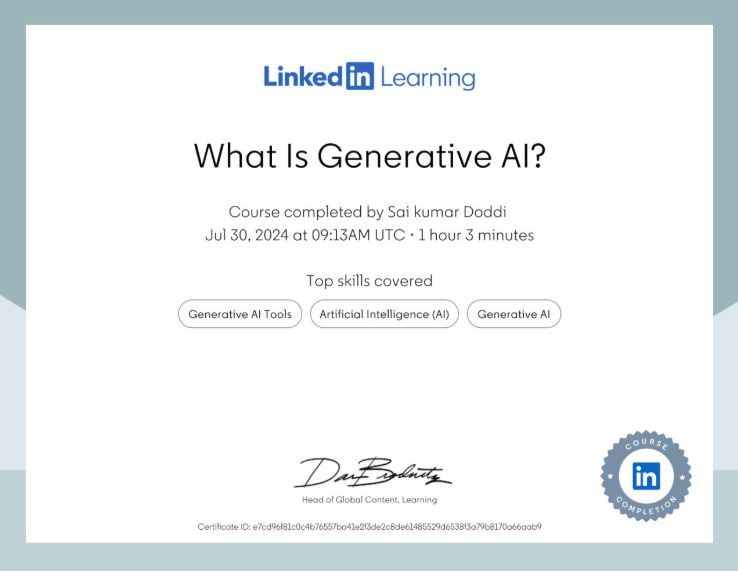 Linked in Learning
What Is Generative AI?
Course completed by Sai kumar Doddi
Jul 30, 2024 at 09:13AM UTC • 1 hour 3 minutes
Top skills covered
Generative AI Tools
Artificial Intelligence (AI)
Generative AI
Head of Global Content, Learning
COURSE
in
COMPLETION
Certificate ID: e7cd96f81c0c4b76557ba41e2f3de2c8de61485529d6538f3a79b8170a66aab9